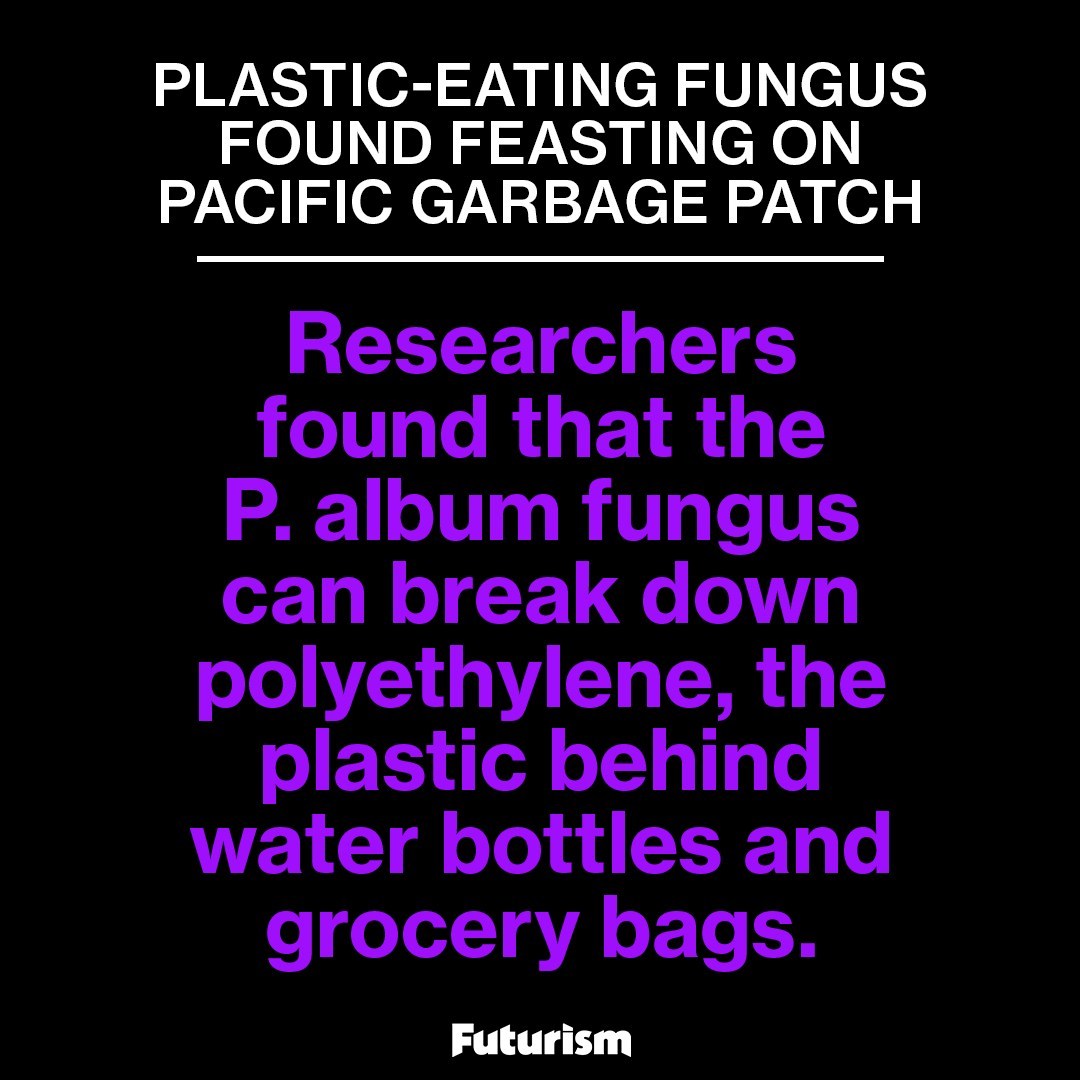 PLASTIC-EATING FUNGUS
FOUND FEASTING ON
PACIFIC GARBAGE PATCH
Researchers
found that the
P. album fungus
can break down
polyethylene, the
plastic behind
water bottles and
grocery bags.
Futurism